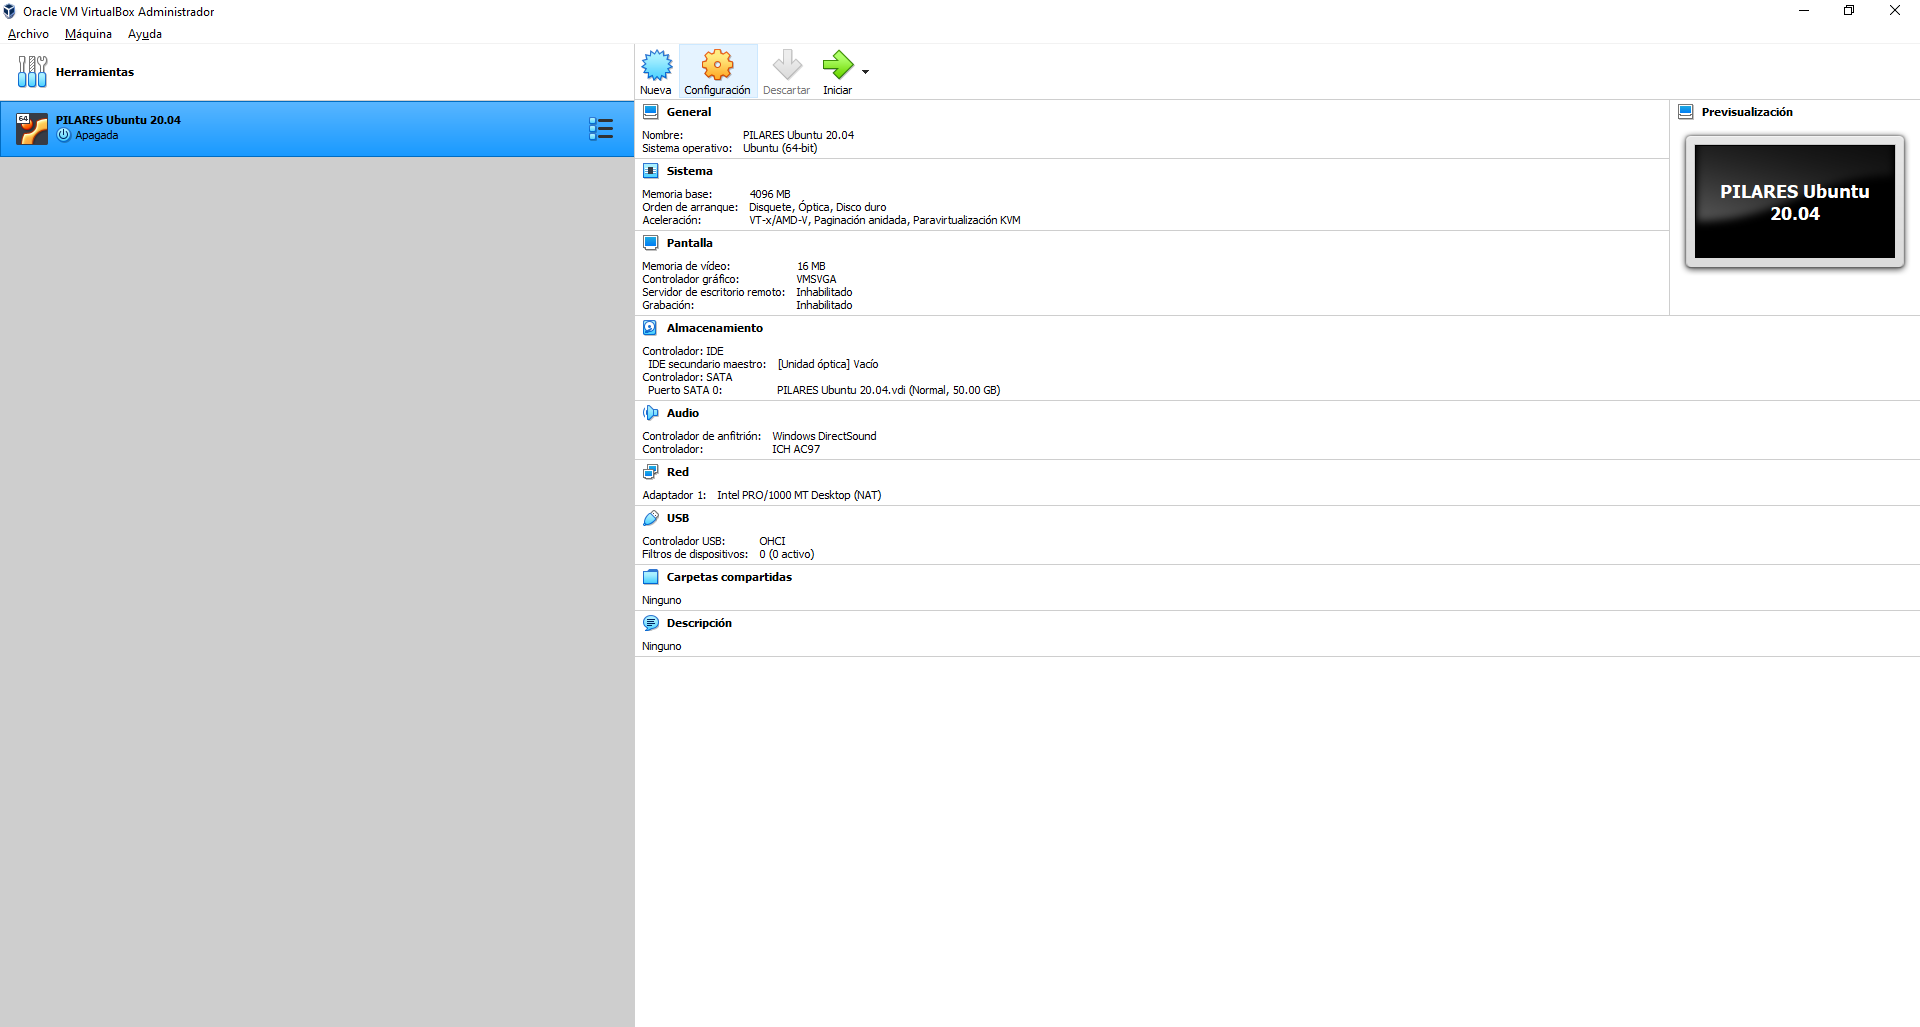 Oracle VM VirtualBox Administrador
Archivo Máquina Ayuda
Herramientas
64
PILARES Ubuntu 20.04
Apagada
Nueva Configuración Descartar Iniciar
General
Nombre: PILARES Ubuntu 20.04
Sistema operativo: Ubuntu (64-bit)
Sistema
Memoria base: 4096 MB
Orden de arranque: Disquete, Óptica, Disco duro
Aceleración: VT-x/AMD-V, Paginación anidada, Paravirtualización KVM
Pantalla
Memoria de vídeo: 16 MB
Controlador gráfico: VMSVGA
Servidor de escritorio remoto: Inhabilitado
Grabación: Inhabilitado
Previsualización
PILARES Ubuntu
20.04
Almacenamiento
Controlador: IDE
IDE secundario maestro: [Unidad óptica] Vacío
Controlador: SATA
Puerto SATA 0: PILARES Ubuntu 20.04.vdi (Normal, 50.00 GB)
Audio
Controlador de anfitrión: Windows DirectSound
Controlador: ICH AC97
Red
Adaptador 1: Intel PRO/1000 MT Desktop (NAT)
USB
Controlador USB: OHCI
Filtros de dispositivos: 0 (0 activo)
Carpetas compartidas
Ninguno
Descripción
Ninguno